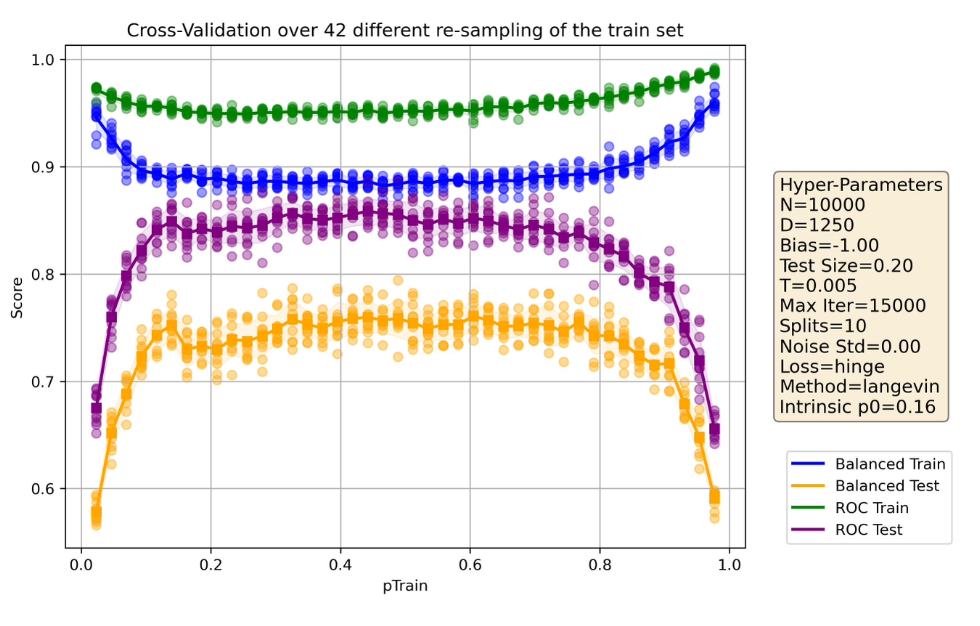 Cross-Validation over 42 different re-sampling of the train set
1.0
0.9
0.8
0.7
0.6
Score
0.0
0.2
0.4
0.6
0.8
1.0
pTrain
Hyper-Parameters
N=10000
D=1250
Bias=-1.00
Test Size=0.20
T=0.005
Max Iter=15000
Splits=10
Noise Std=0.00
Loss=hinge
Method=langevin
Intrinsic p0=0.16
Balanced Train
Balanced Test
ROC Train
ROC Test